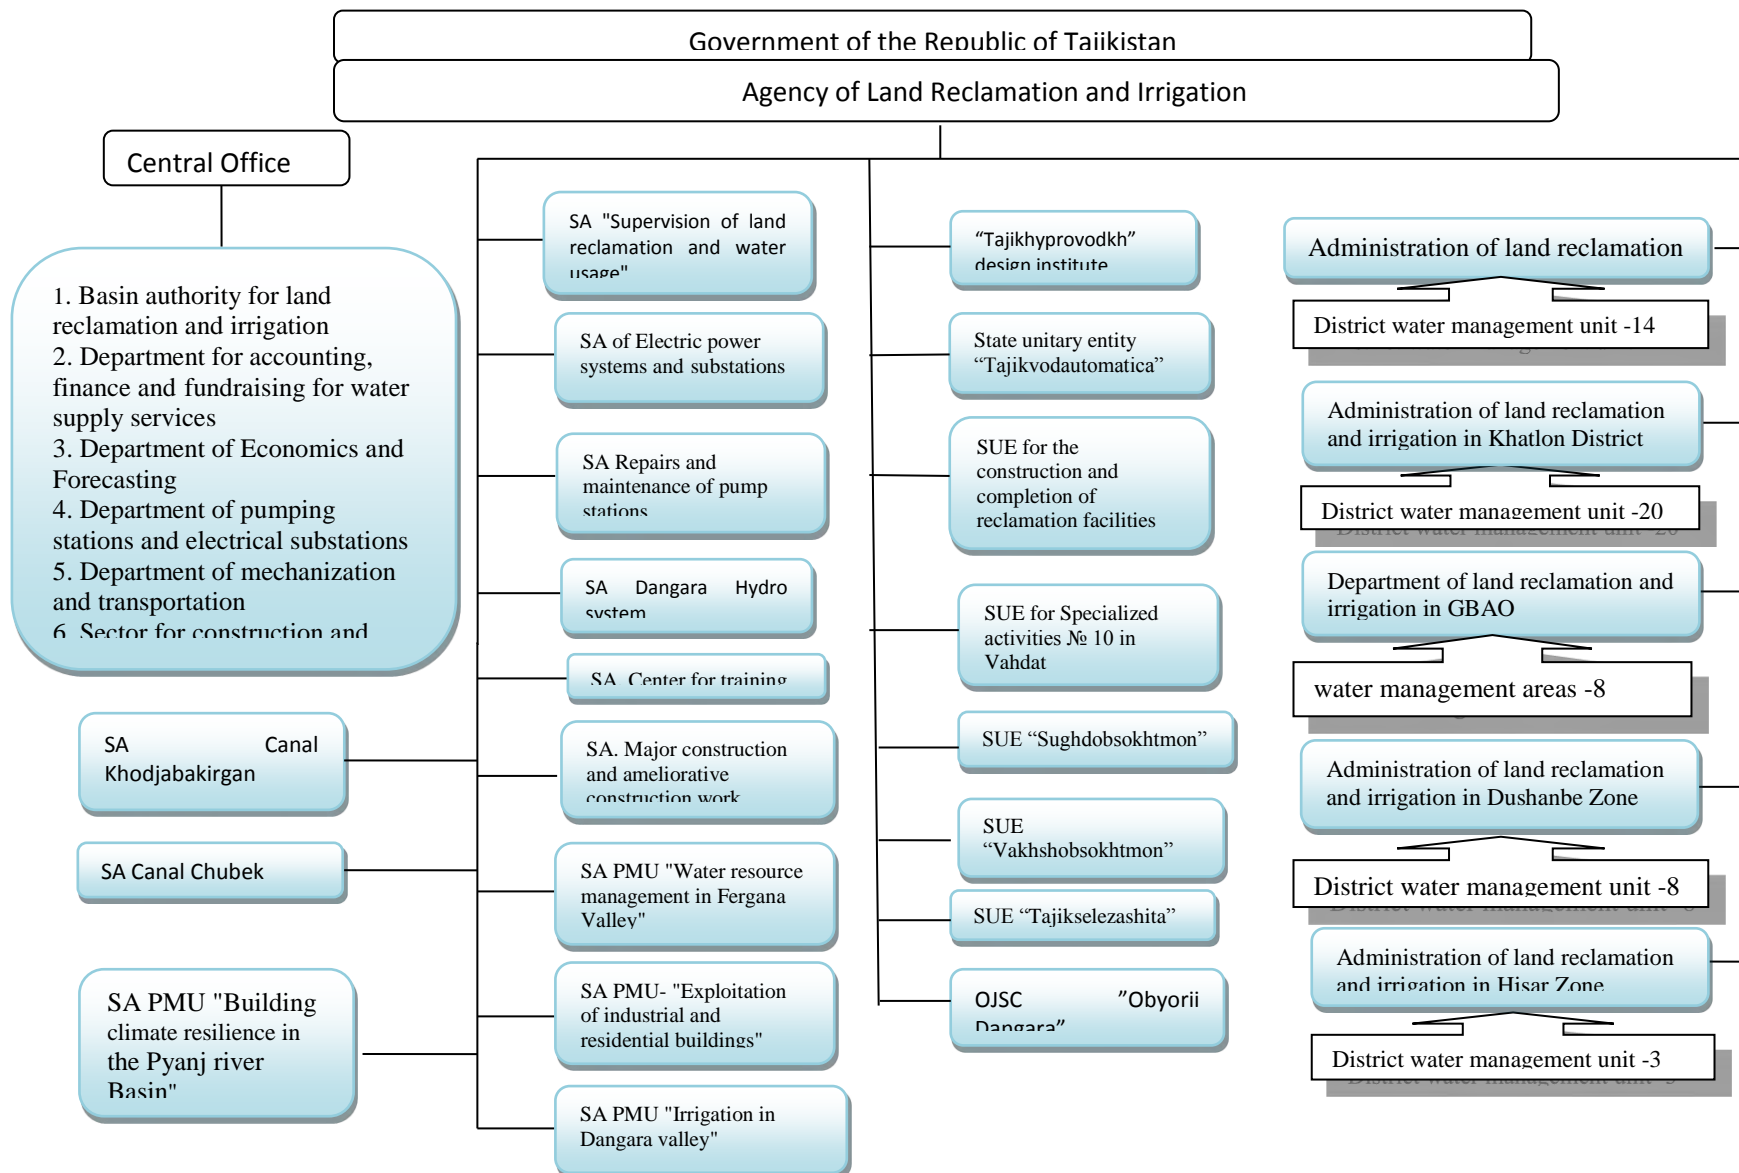 Government of the Republic of Tajikistan
Agency of Land Reclamation and Irrigation
Central Office
1. Basin authority for land
reclamation and irrigation
2. Department for accounting,
finance and fundraising for water
supply services
3. Department of Economics and
Forecasting
4. Department of pumping
stations and electrical substations
5. Department of mechanization
and transportation
6. Sector for construction and
SA Canal
Khodjabakirgan
SA Canal Chubek
SA PMU "Building
climate resilience in
the Pyanj river
Basin"
SA "Supervision of land
reclamation and water
usage"
SA of Electric power
systems and substations
SA Repairs and
maintenance of pump
stations
SA Dangara Hydro
system
SA Center for training
SA. Major construction
and ameliorative
construction work
SA PMU "Water resource
management in Fergana
Valley"
SA PMU- "Exploitation
of industrial and
residential buildings"
SA PMU "Irrigation in
Dangara valley"
“Tajikhyprovodkh”
design institute
State unitary entity
“Tajikvodautomatica”
SUE for the
construction and
completion of
reclamation facilities
SUE for Specialized
activities № 10 in
Vahdat
SUE “Sughdobsokhtmon”
SUE
“Vakhshobsokhtmon”
SUE “Tajikselezashita”
OJSC ”Obyorii
Dangara”
Administration of land reclamation
District water management unit -14
Administration of land reclamation
and irrigation in Khatlon District
District water management unit -20
Department of land reclamation and
irrigation in GBAO
water management areas -8
Administration of land reclamation
and irrigation in Dushanbe Zone
District water management unit -8
Administration of land reclamation
and irrigation in Hisar Zone
District water management unit -3